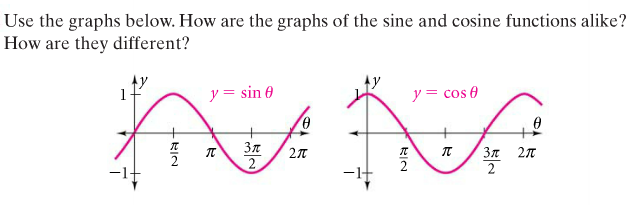 Use the graphs below. How are the graphs of the sine and cosine functions alike?
How are they different?
y
1
y = sin θ
θ
π/2
π
3π/2
2π
−1
y
1
y = cos θ
θ
π/2
π
3π/2
2π
−1